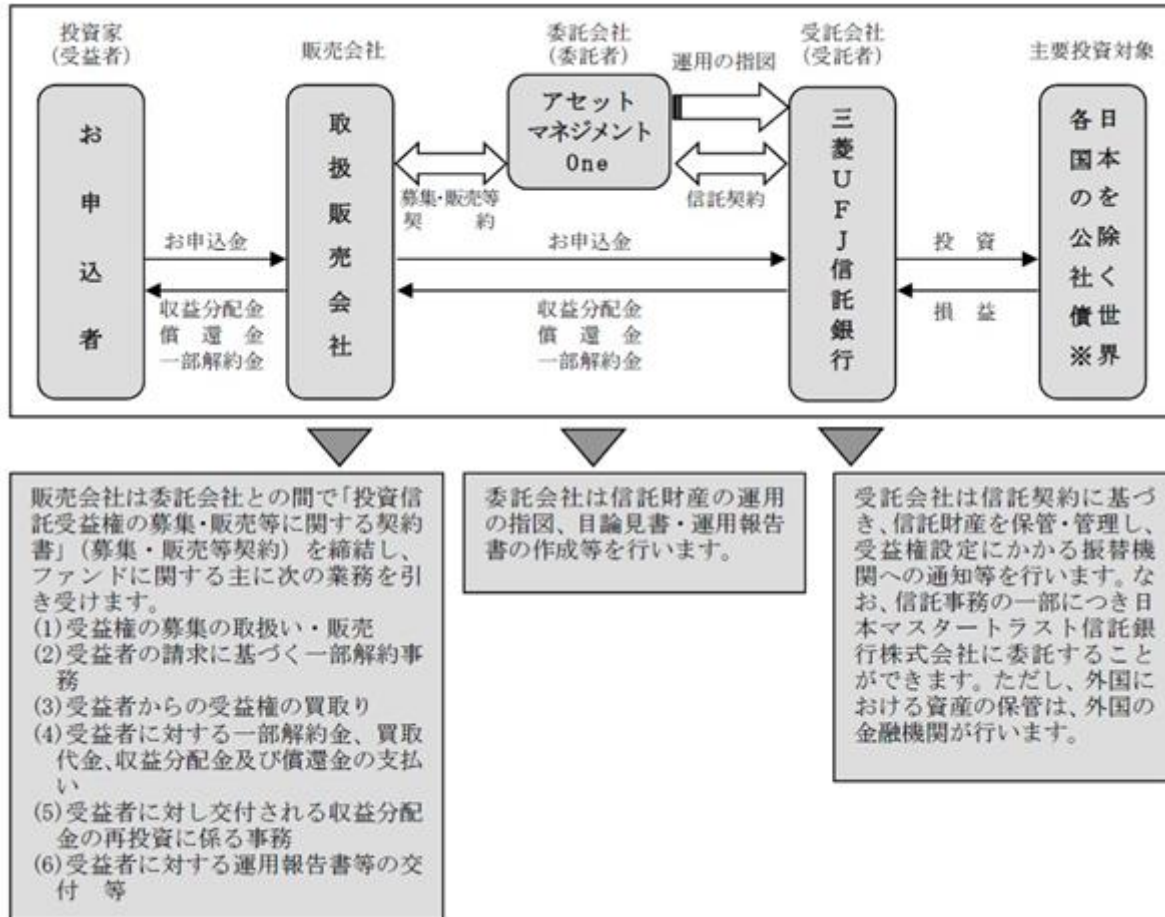 投資家
(受益者)
販売会社
委託会社
(委託者)
運用の指図
受託会社
(受託者)
主要投資対象
お申込者
取扱販売会社
アセット
マネジメント
One
三菱UFJ信託銀行
日本を除く世界
各国の公社債※
募集・販売等
契約
信託契約
お申込金
お申込金
投資
収益分配金
償還金
一部解約金
収益分配金
償還金
一部解約金
損益
販売会社は委託会社との間で「投資信
託受益権の募集・販売等に関する契約
書」（募集・販売等契約）を締結し、
ファンドに関する主に次の業務を引
き受けます。
(1)受益権の募集の取扱い・販売
(2)受益者の請求に基づく一部解約事
務
(3)受益者からの受益権の買取り
(4)受益者に対する一部解約金、買取
代金、収益分配金及び償還金の支払
い
(5)受益者に対し交付される収益分配
金の再投資に係る事務
(6)受益者に対する運用報告書等の交
付　等
委託会社は信託財産の運用
の指図、目論見書・運用報告
書の作成等を行います。
受託会社は信託契約に基づ
き、信託財産を保管・管理し、
受益権設定にかかる振替機
関への通知等を行います。な
お、信託事務の一部につき日
本マスタートラスト信託銀
行株式会社に委託すること
ができます。ただし、外国に
おける資産の保管は、外国の
金融機関が行います。